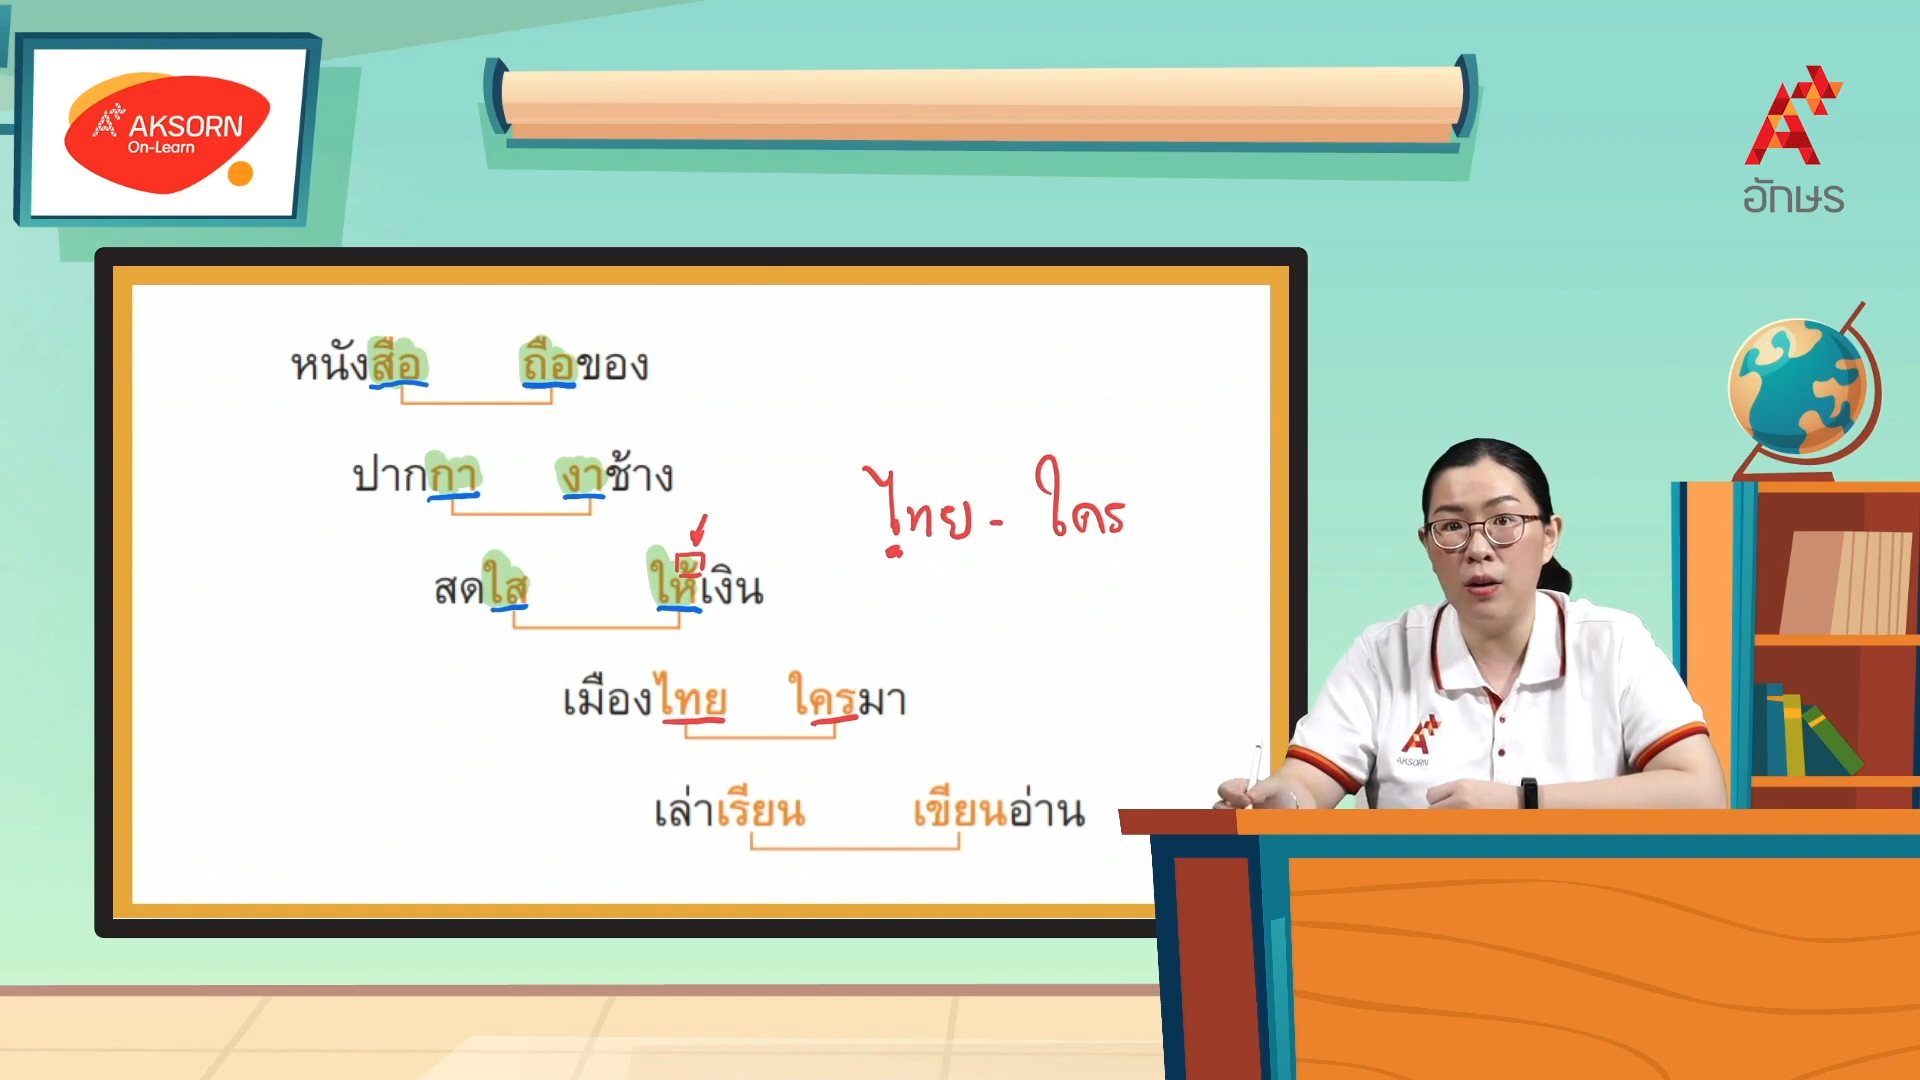 AKSORN
On-Learn
อักษร
หนังสือ ถือของ
ปากกา งาช้าง
สดใส ให้เงิน
เมืองไทย ใครมา
เล่าเรียน เขียนอ่าน
ไทย - ใคร
AKSORN